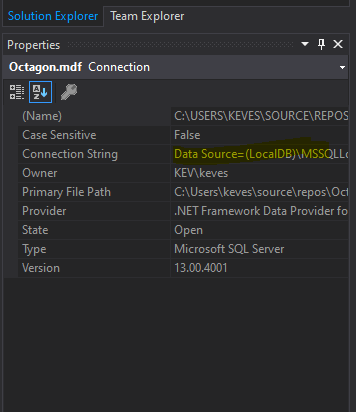 Solution Explorer Team Explorer
Properties
Octagon.mdf Connection
(Name) C:\USERS\KEVES\SOURCE\REPOS
Case Sensitive False
Connection String Data Source=(LocalDB)\MSSQLLo
Owner KEV\keves
Primary File Path C:\Users\keves\source\repos\Oct
Provider .NET Framework Data Provider fo
State Open
Type Microsoft SQL Server
Version 13.00.4001